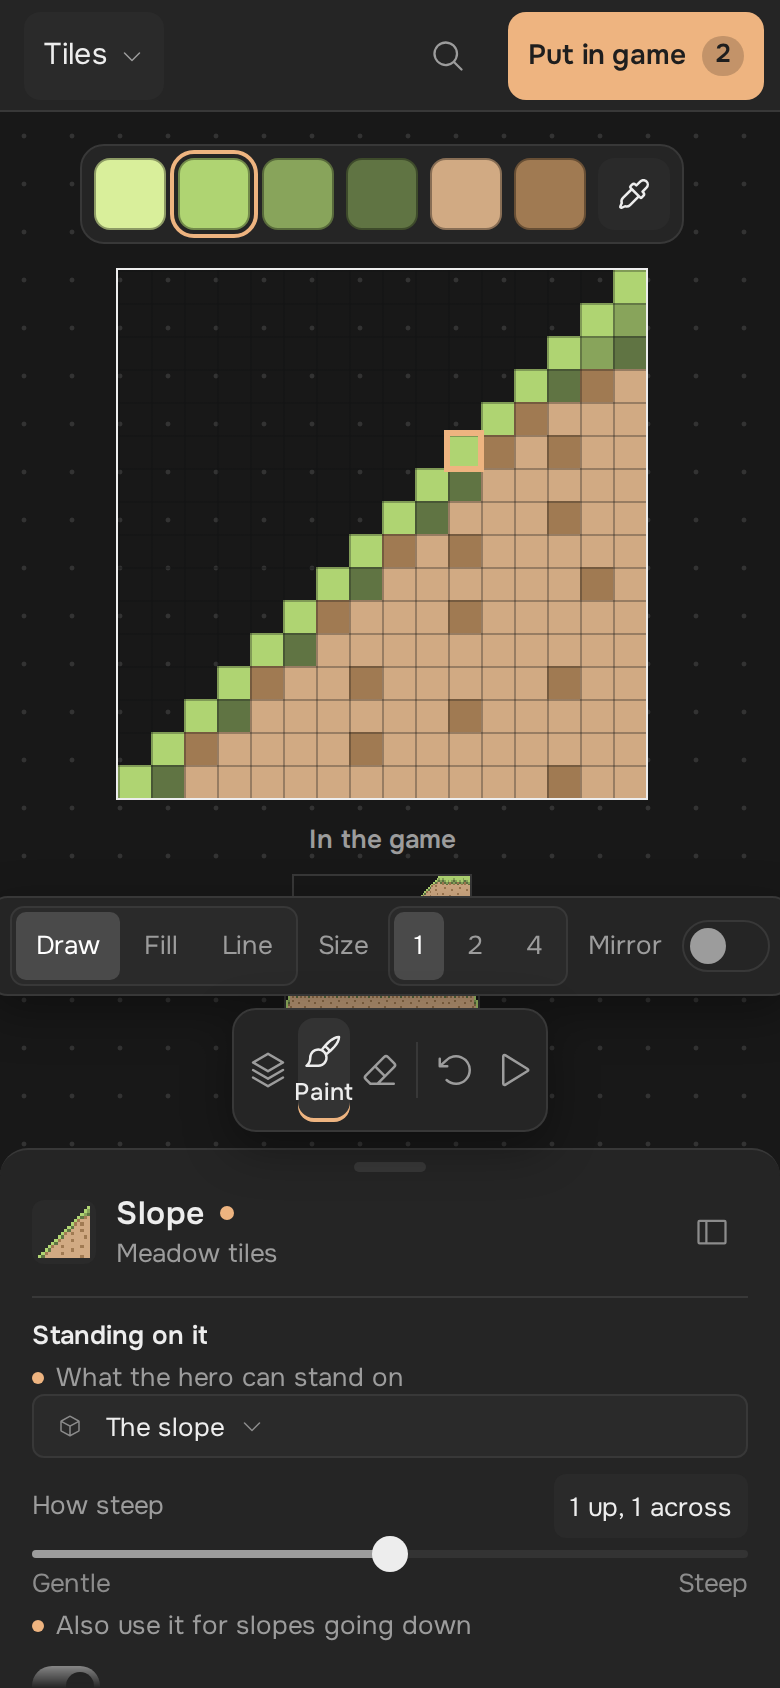 Tiles
Put in game 2
In the game
Draw Fill Line Size 1 2 4 Mirror
Paint
Slope
Meadow tiles
Standing on it
What the hero can stand on
The slope
How steep 1 up, 1 across
Gentle Steep
Also use it for slopes going down